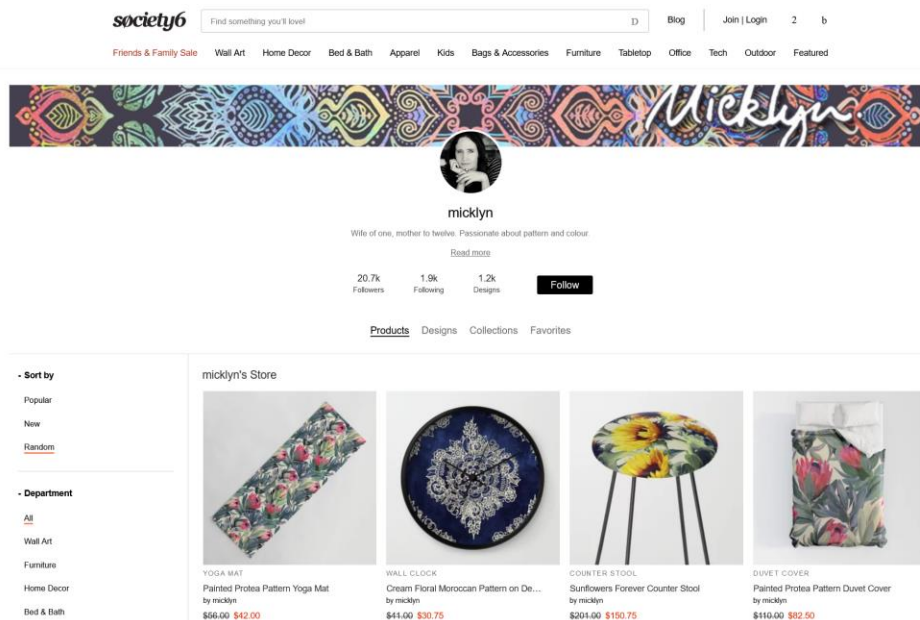 søciety6
Find something you'll love!
D
Blog
Join | Login
2
b
Friends & Family Sale Wall Art Home Decor Bed & Bath Apparel Kids Bags & Accessories Furniture Tabletop Office Tech Outdoor Featured
Micklyn.
micklyn
Wife of one, mother to twelve. Passionate about pattern and colour
Read more
20.7k 1.9k 1.2k
Followers Following Designs
Follow
Products Designs Collections Favorites
- Sort by
Popular
New
Random
- Department
All
Wall Art
Furniture
Home Decor
Bed & Bath
micklyn's Store
YOGA MAT
Painted Protea Pattern Yoga Mat
by micklyn
$56.00 $42.00
WALL CLOCK
Cream Floral Moroccan Pattern on De...
by micklyn
$41.00 $30.75
COUNTER STOOL
Sunflowers Forever Counter Stool
by micklyn
$201.00 $150.75
DUVET COVER
Painted Protea Pattern Duvet Cover
by micklyn
$110.00 $82.50